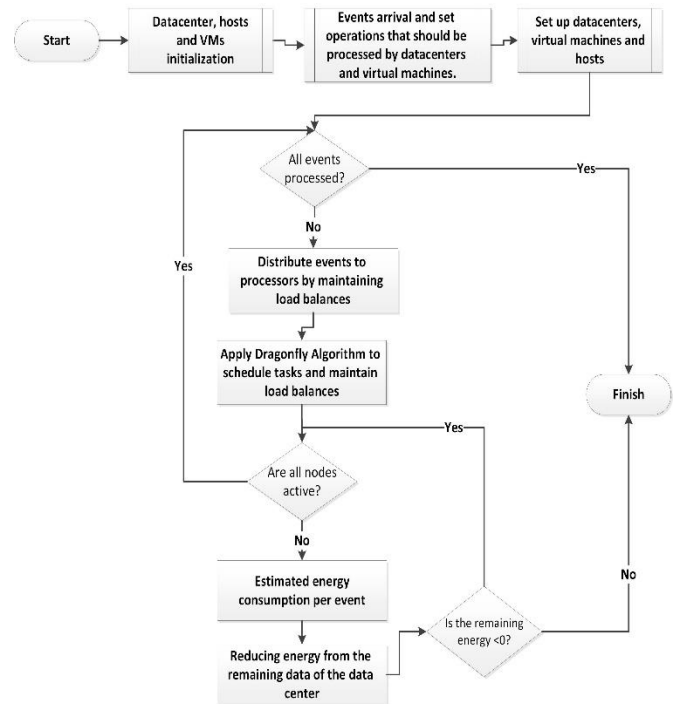 Start
Datacenter, hosts
and VMs
initialization
Events arrival and set
operations that should be
processed by datacenters
and virtual machines.
Set up datacenters,
virtual machines and
hosts
All events
processed?
Yes
No
Yes
Distribute events to
processors by maintaining
load balances
Apply Dragonfly Algorithm to
schedule tasks and maintain
load balances
Finish
Yes
Are all nodes
active?
No
Estimated energy
consumption per event
No
Is the remaining
energy <0?
Reducing energy from the
remaining data of the data
center